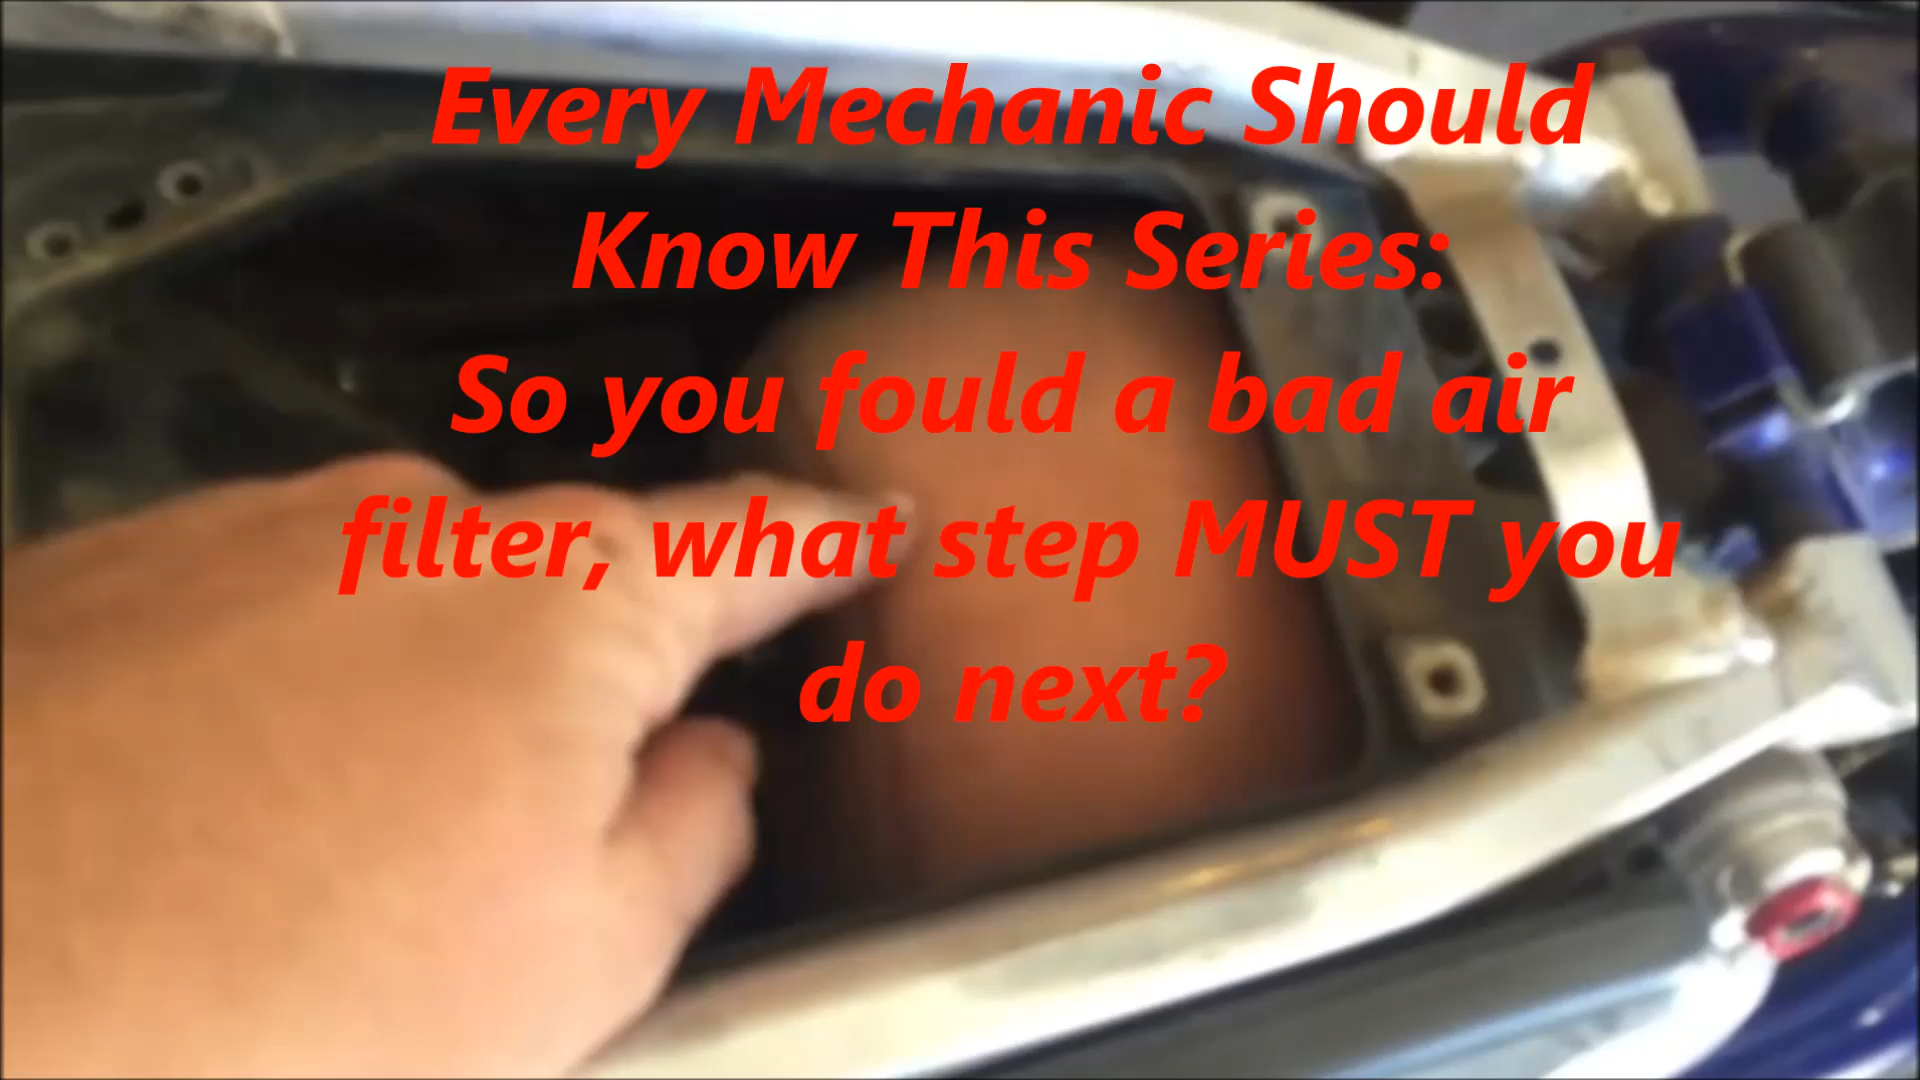 Every Mechanic Should
Know This Series:
So you fould a bad air
filter, what step MUST you
do next?